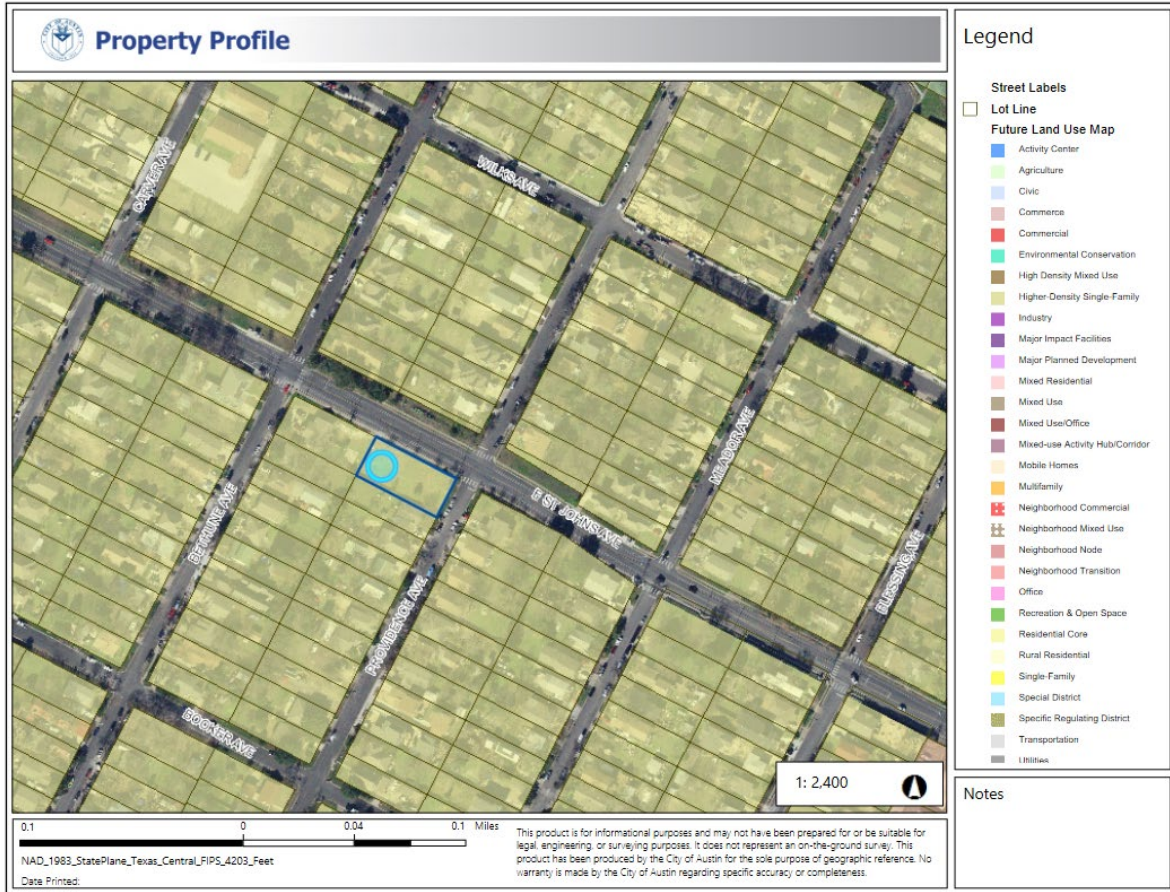 Property Profile
CARVER AVE
WILKS AVE
BETHUNE AVE
MEADOR AVE
E ST JOHNS AVE
BLESSING AVE
PROVIDENCE AVE
BOOKER AVE
1: 2,400
Legend
Street Labels
Lot Line
Future Land Use Map
Activity Center
Agriculture
Civic
Commerce
Commercial
Environmental Conservation
High Density Mixed Use
Higher-Density Single-Family
Industry
Major Impact Facilities
Major Planned Development
Mixed Residential
Mixed Use
Mixed Use/Office
Mixed-use Activity Hub/Corridor
Mobile Homes
Multifamily
Neighborhood Commercial
Neighborhood Mixed Use
Neighborhood Node
Neighborhood Transition
Office
Recreation & Open Space
Residential Core
Rural Residential
Single-Family
Special District
Specific Regulating District
Transportation
Utilities
Notes
0.1 0 0.04 0.1 Miles
NAD_1983_StatePlane_Texas_Central_FIPS_4203_Feet
Date Printed:
This product is for informational purposes and may not have been prepared for or be suitable for
legal, engineering, or surveying purposes. It does not represent an on-the-ground survey. This
product has been produced by the City of Austin for the sole purpose of geographic reference. No
warranty is made by the City of Austin regarding specific accuracy or completeness.